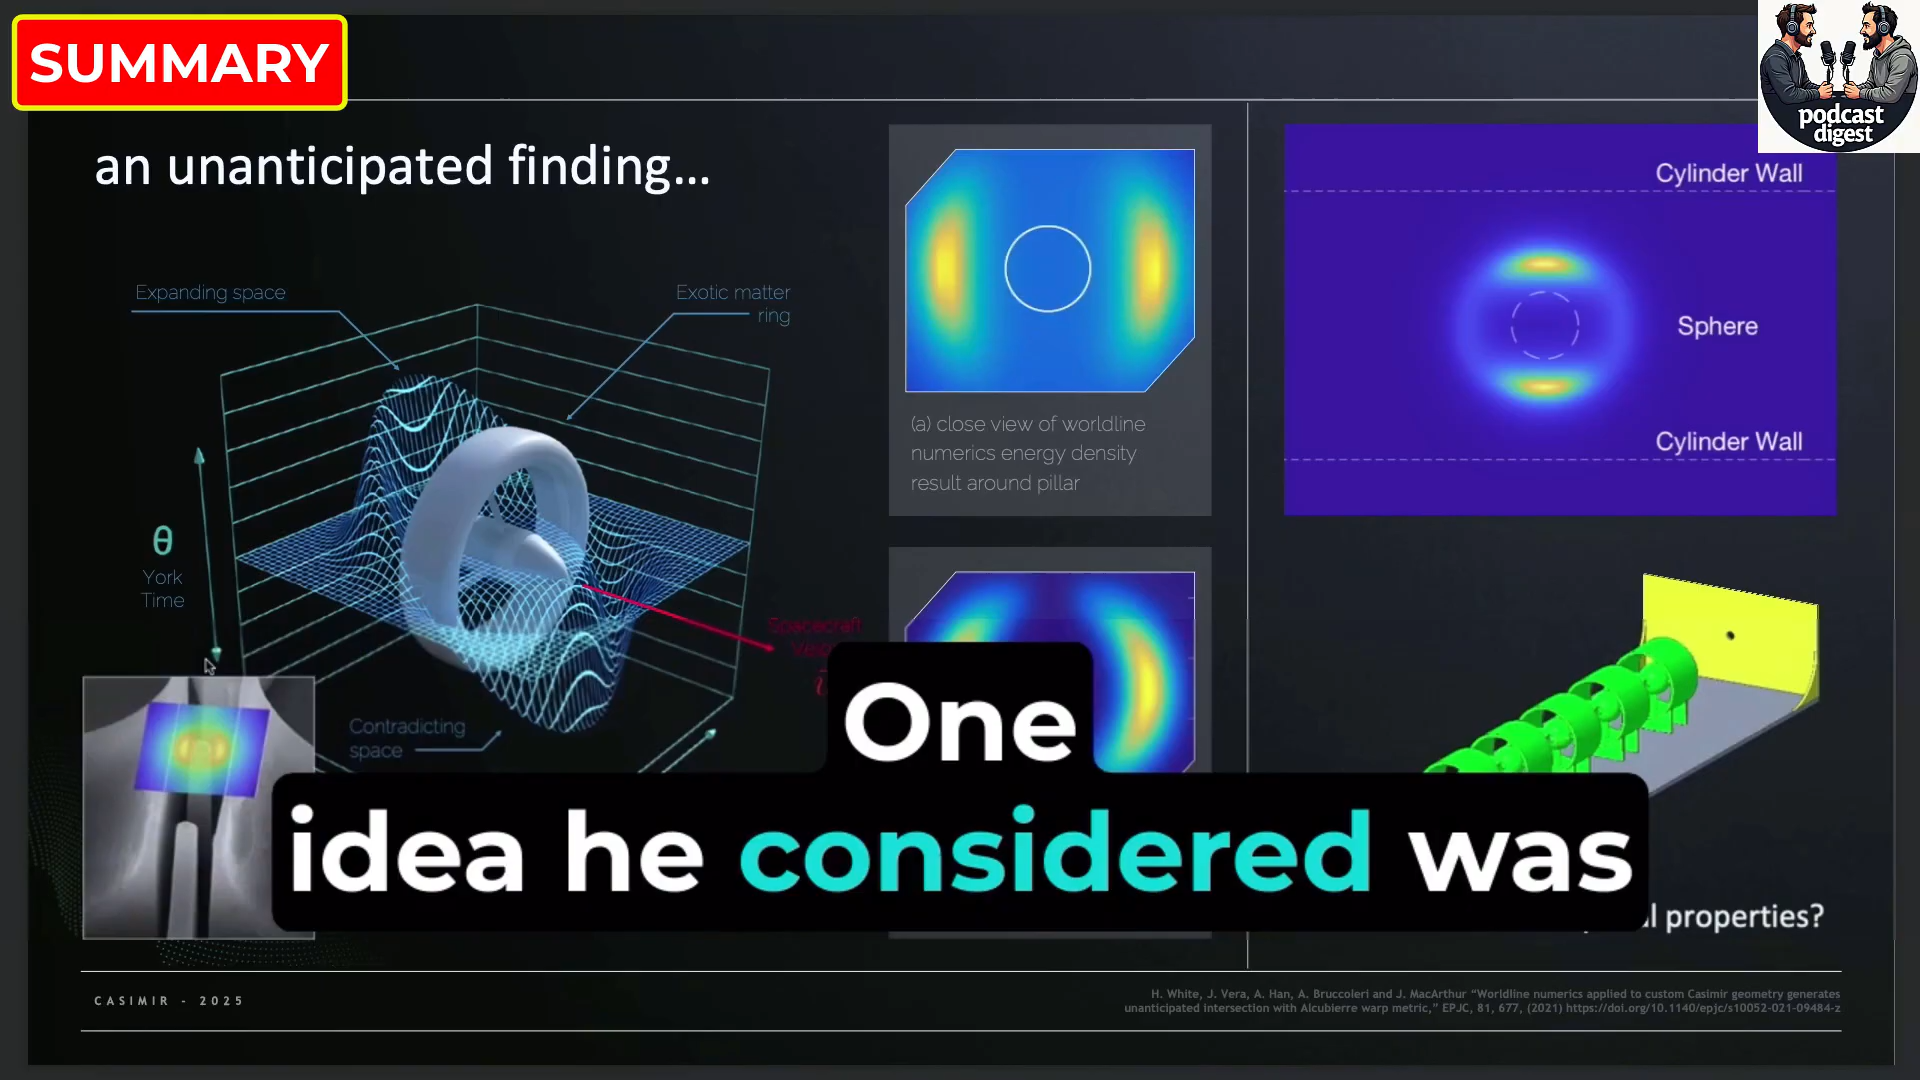 SUMMARY
podcast
digest
an unanticipated finding...
Expanding space
Exotic matter
ring
θ
York
Time
Spacecraft
Contradicting
space
(a) close view of worldline
numerics energy density
result around pillar
Cylinder Wall
Sphere
Cylinder Wall
One
idea he considered was
properties?
CASIMIR - 2025
H. White, J. Vera, A. Han, A. Bruccoleri and J. MacArthur “Worldline numerics applied to custom Casimir geometry generates
unanticipated intersection with Alcubierre warp metric,” EPJC, 81, 677, (2021) https://doi.org/10.1140/epjc/s10052-021-09484-z